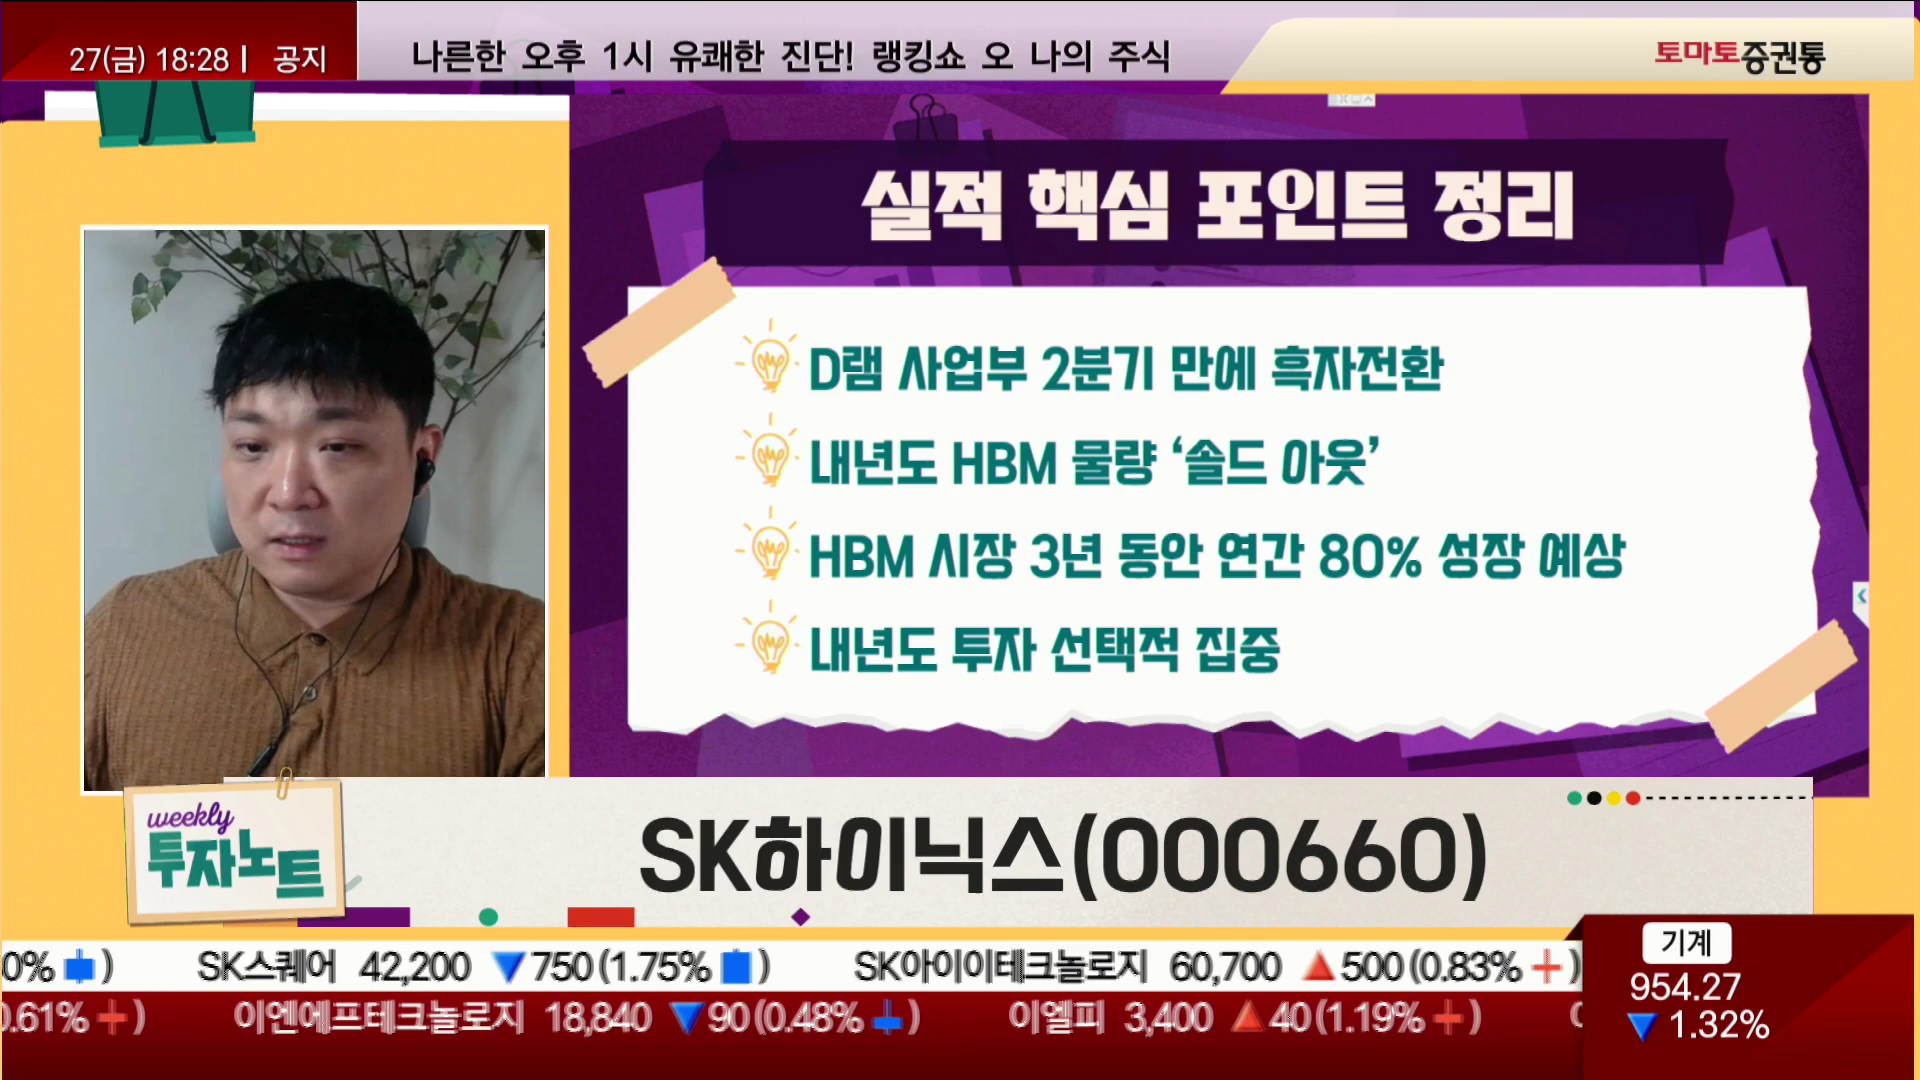 27(금) 18:28 | 공지
나른한 오후 1시 유쾌한 진단! 랭킹쇼 오 나의 주식
토마토증권통
실적 핵심 포인트 정리
D램 사업부 2분기 만에 흑자전환
내년도 HBM 물량 ‘솔드 아웃’
HBM 시장 3년 동안 연간 80% 성장 예상
내년도 투자 선택적 집중
weekly
투자노트
SK하이닉스(000660)
0% ) SK스퀘어 42,200 ▼750(1.75% ) SK아이이테크놀로지 60,700 ▲500(0.83% )
0.61% ) 이엔에프테크놀로지 18,840 ▼90(0.48% ) 이엘피 3,400 ▲40(1.19% )
기계
954.27
▼1.32%